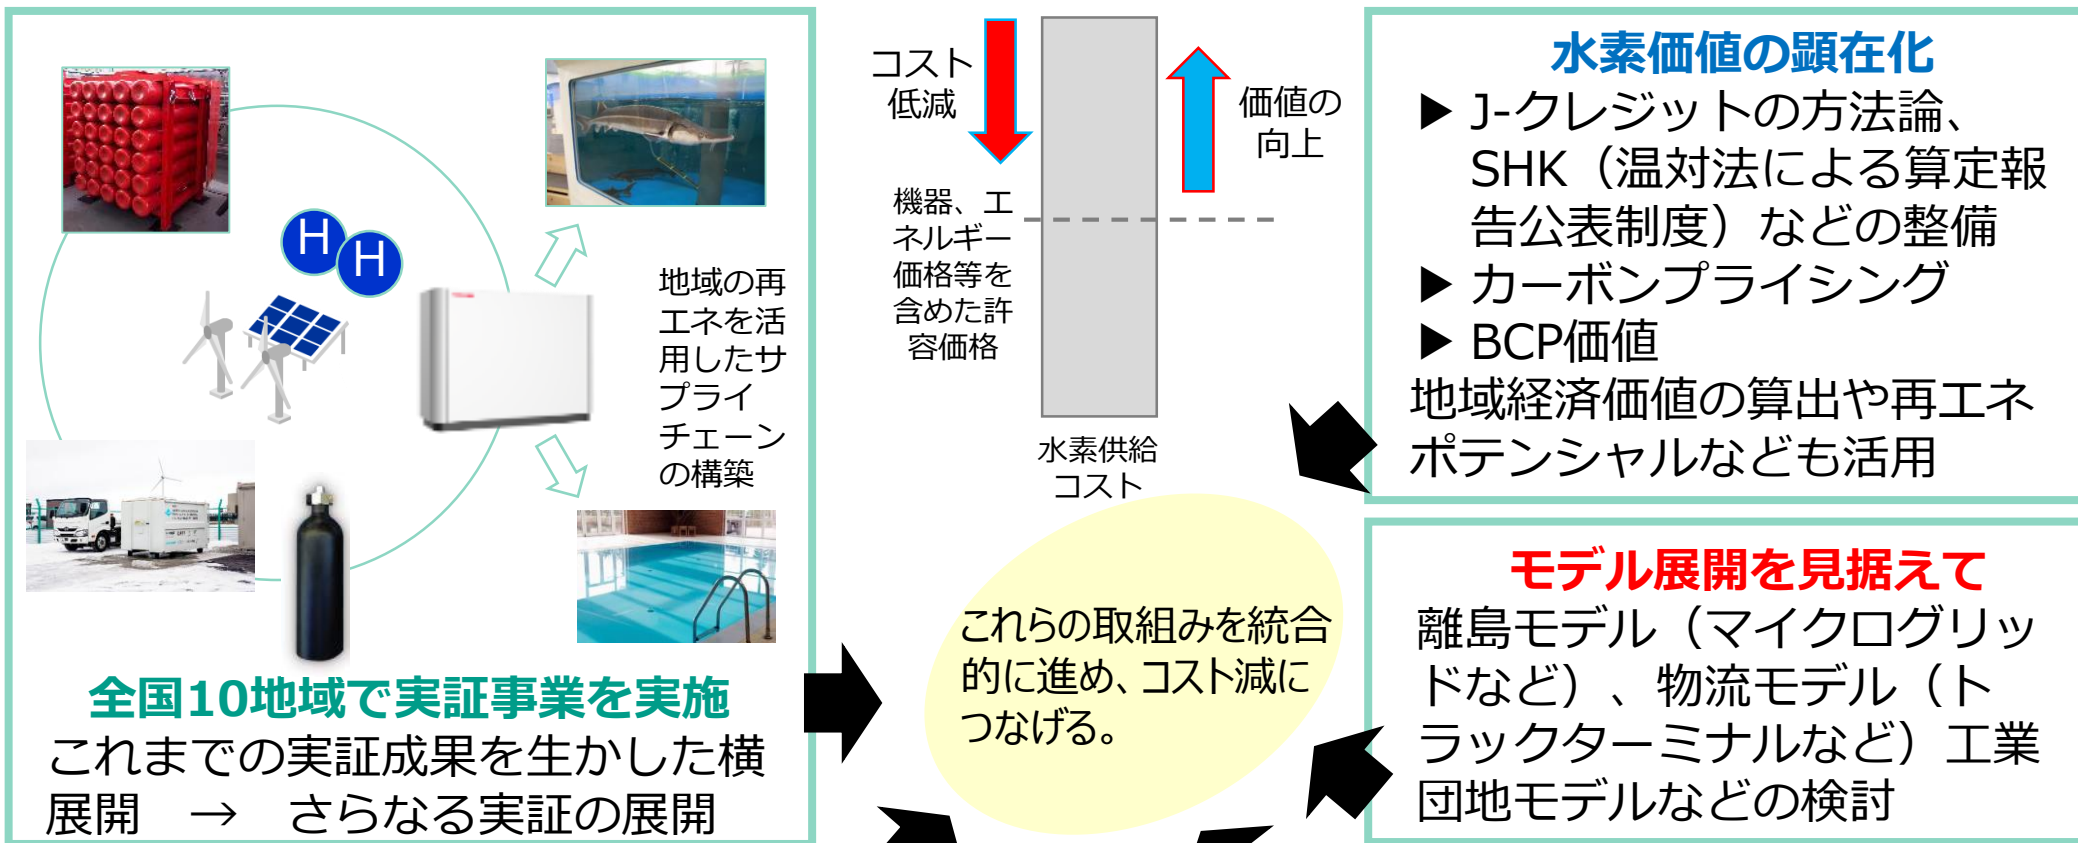 H
H
地域の再
エネを活
用したサ
プライ
チェーン
の構築
全国10地域で実証事業を実施
これまでの実証成果を生かした横
展開　→　さらなる実証の展開
コスト
低減
価値の
向上
機器、エ
ネルギー
価格等を
含めた許
容価格
水素供給
コスト
これらの取組みを統合
的に進め、コスト減に
つなげる。
水素価値の顕在化
▶ J-クレジットの方法論、
SHK（温対法による算定報
告公表制度）などの整備
▶ カーボンプライシング
▶ BCP価値
地域経済価値の算出や再エネ
ポテンシャルなども活用
モデル展開を見据えて
離島モデル（マイクログリッ
ドなど）、物流モデル（ト
ラックターミナルなど）工業
団地モデルなどの検討